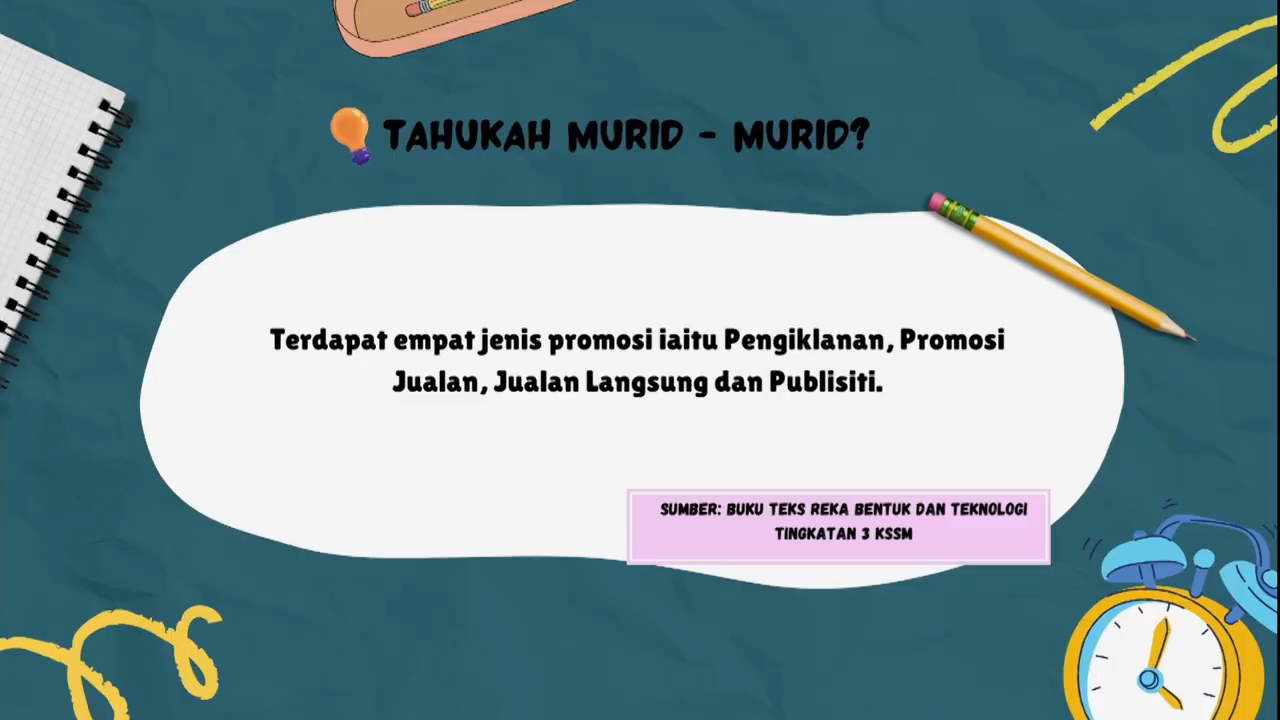 TAHUKAH MURID - MURID?
Terdapat empat jenis promosi iaitu Pengiklanan, Promosi
Jualan, Jualan Langsung dan Publisiti.
SUMBER: BUKU TEKS REKA BENTUK DAN TEKNOLOGI
TINGKATAN 3 KSSM